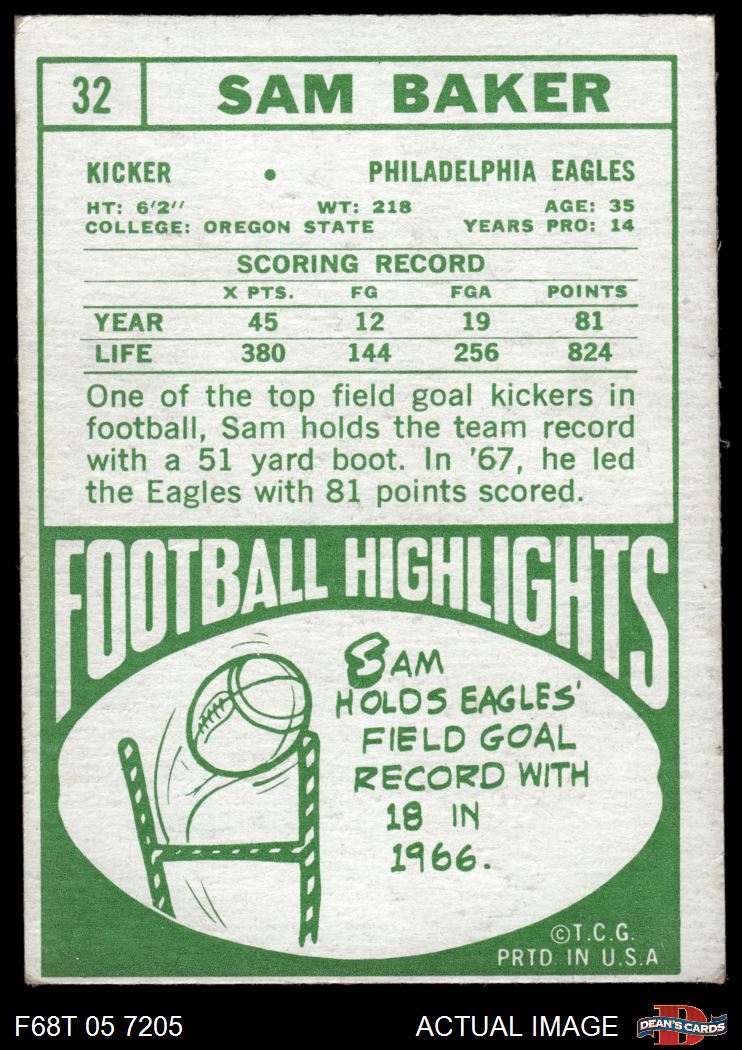 32 SAM BAKER
KICKER • PHILADELPHIA EAGLES
HT: 6'2'' WT: 218 AGE: 35
COLLEGE: OREGON STATE YEARS PRO: 14
SCORING RECORD
X PTS. FG FGA POINTS
YEAR 45 12 19 81
LIFE 380 144 256 824
One of the top field goal kickers in
football, Sam holds the team record
with a 51 yard boot. In '67, he led
the Eagles with 81 points scored.
FOOTBALL HIGHLIGHTS
SAM
HOLDS EAGLES'
FIELD GOAL
RECORD WITH
18 IN
1966.
©T.C.G.
PRTD. IN U.S.A
F68T 05 7205 ACTUAL IMAGE DEAN'S CARDS